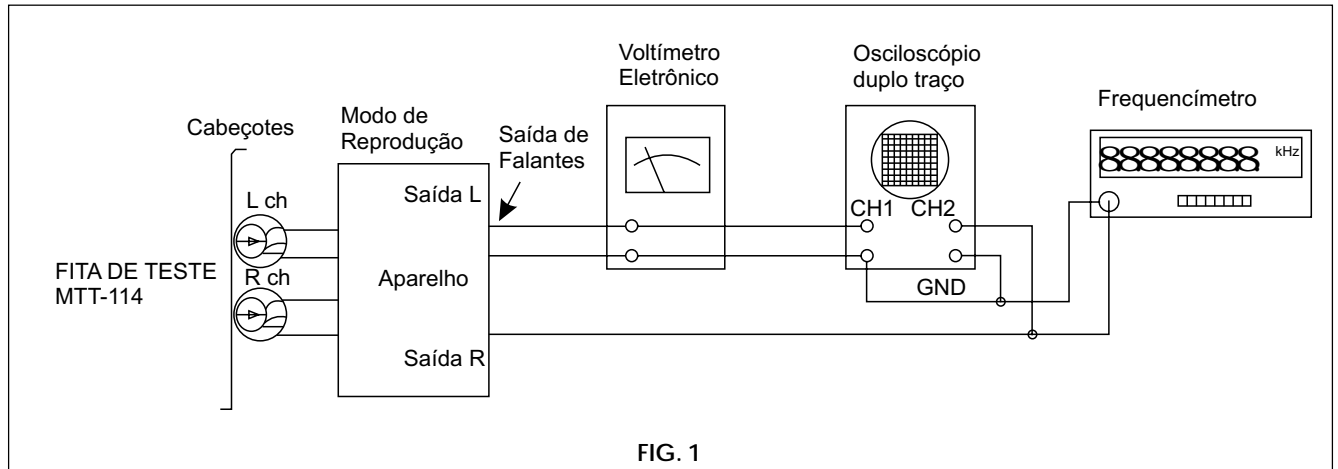 Voltímetro
Eletrônico
Osciloscópio
duplo traço
Frequencímetro
Cabeçotes
Modo de
Reprodução
Saída de
Falantes
8888888
kHz
Saída L
L ch
CH1 CH2
FITA DE TESTE
MTT-114
R ch
Aparelho
GND
Saída R
FIG. 1